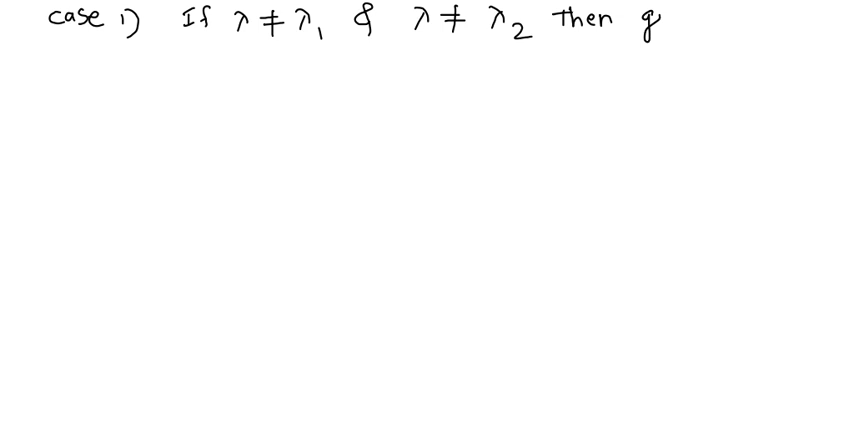 case 1) If λ ≠ λ₁ & λ ≠ λ₂ then g